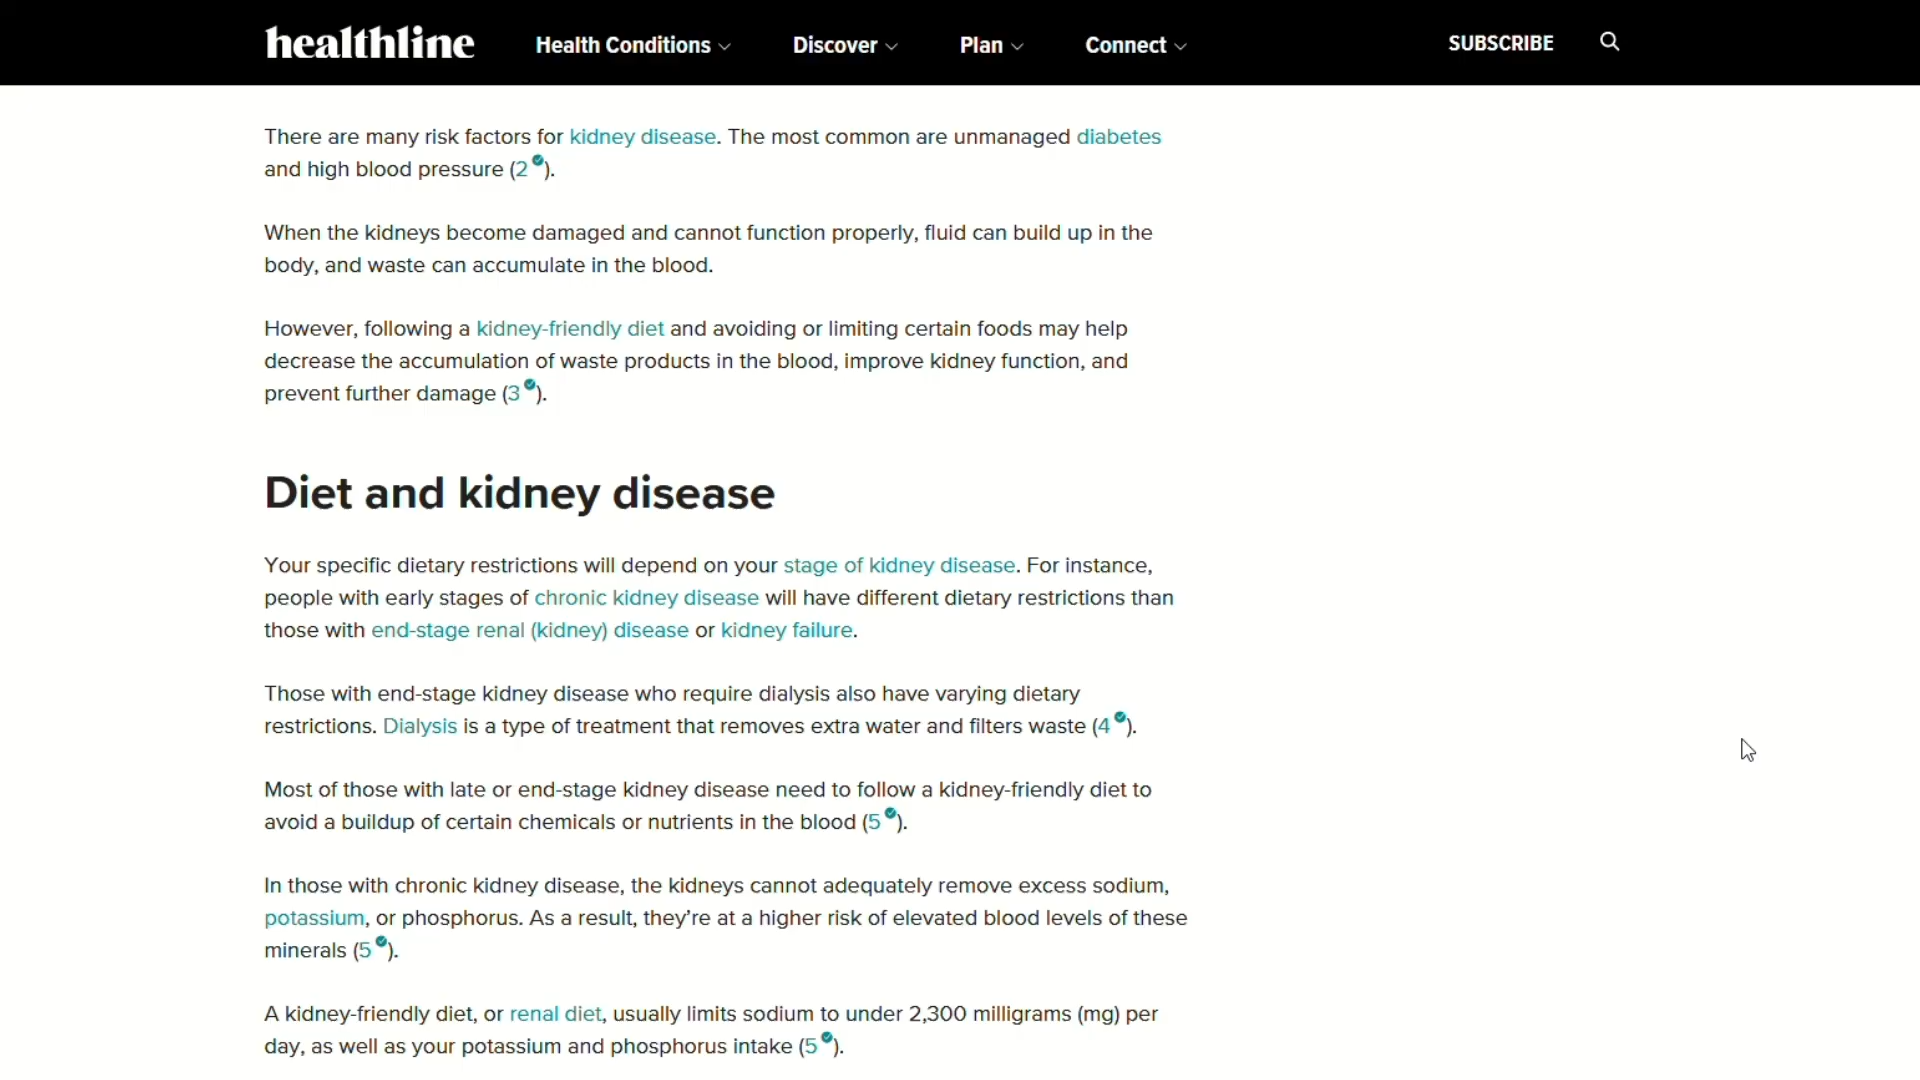 healthline Health Conditions Discover Plan Connect SUBSCRIBE
There are many risk factors for kidney disease. The most common are unmanaged diabetes
and high blood pressure (2).
When the kidneys become damaged and cannot function properly, fluid can build up in the
body, and waste can accumulate in the blood.
However, following a kidney-friendly diet and avoiding or limiting certain foods may help
decrease the accumulation of waste products in the blood, improve kidney function, and
prevent further damage (3).
Diet and kidney disease
Your specific dietary restrictions will depend on your stage of kidney disease. For instance,
people with early stages of chronic kidney disease will have different dietary restrictions than
those with end-stage renal (kidney) disease or kidney failure.
Those with end-stage kidney disease who require dialysis also have varying dietary
restrictions. Dialysis is a type of treatment that removes extra water and filters waste (4).
Most of those with late or end-stage kidney disease need to follow a kidney-friendly diet to
avoid a buildup of certain chemicals or nutrients in the blood (5).
In those with chronic kidney disease, the kidneys cannot adequately remove excess sodium,
potassium, or phosphorus. As a result, they’re at a higher risk of elevated blood levels of these
minerals (5).
A kidney-friendly diet, or renal diet, usually limits sodium to under 2,300 milligrams (mg) per
day, as well as your potassium and phosphorus intake (5).